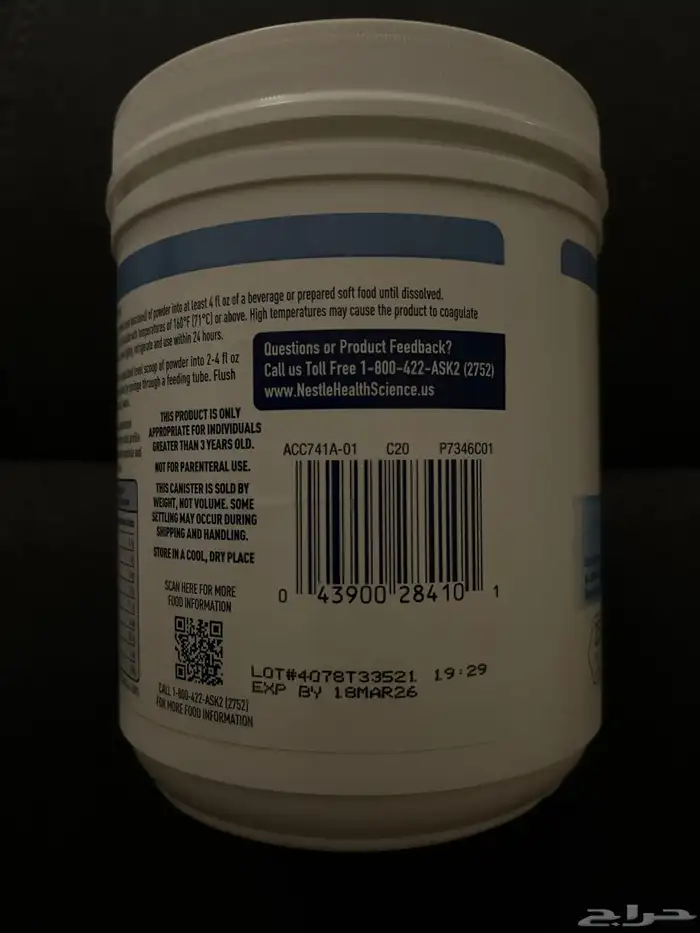 of powder into at least 4 fl oz of a beverage or prepared soft food until dissolved.
temperatures of 160°F (71°C) or above. High temperatures may cause the product to coagulate
refrigerate and use within 24 hours.
scoop of powder into 2-4 fl oz
through a feeding tube. Flush
Questions or Product Feedback?
Call us Toll Free 1-800-422-ASK2 (2752)
www.NestleHealthScience.us
THIS PRODUCT IS ONLY
APPROPRIATE FOR INDIVIDUALS
GREATER THAN 3 YEARS OLD.
NOT FOR PARENTERAL USE.
THIS CANISTER IS SOLD BY
WEIGHT, NOT VOLUME. SOME
SETTLING MAY OCCUR DURING
SHIPPING AND HANDLING.
STORE IN A COOL, DRY PLACE
ACC741A-01 C20 P7346C01
0 43900 28410 1
SCAN HERE FOR MORE
FOOD INFORMATION
CALL 1-800-422-ASK2 (2752)
FOR MORE FOOD INFORMATION
LOT#4078T33521 19:29
EXP BY 18MAR26
حراج